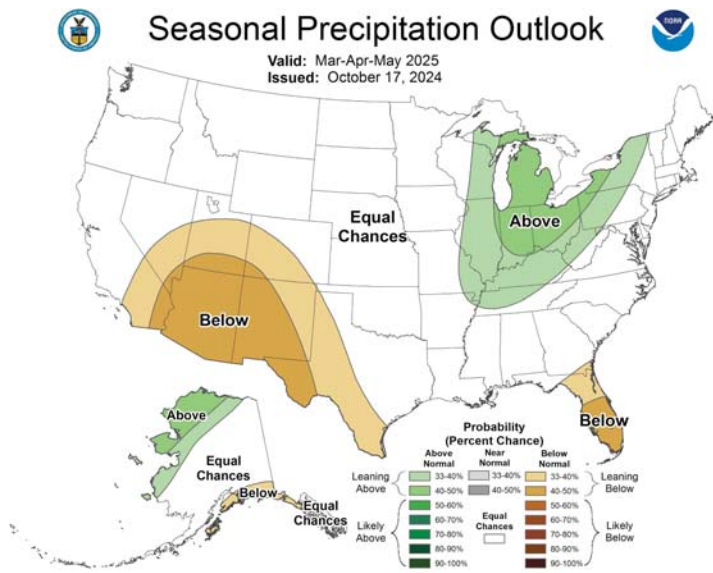 Seasonal Precipitation Outlook
Valid: Mar-Apr-May 2025
Issued: October 17, 2024
NOAA
Equal
Chances
Above
Below
Below
Above
Equal
Chances
Below
Equal
Chances
Probability
(Percent Chance)
Above
Normal
Near
Normal
Below
Normal
Leaning
Above
33-40%
40-50%
33-40%
40-50%
33-40%
40-50%
Leaning
Below
Likely
Above
50-60%
60-70%
70-80%
80-90%
90-100%
Equal
Chances
50-60%
60-70%
70-80%
80-90%
90-100%
Likely
Below